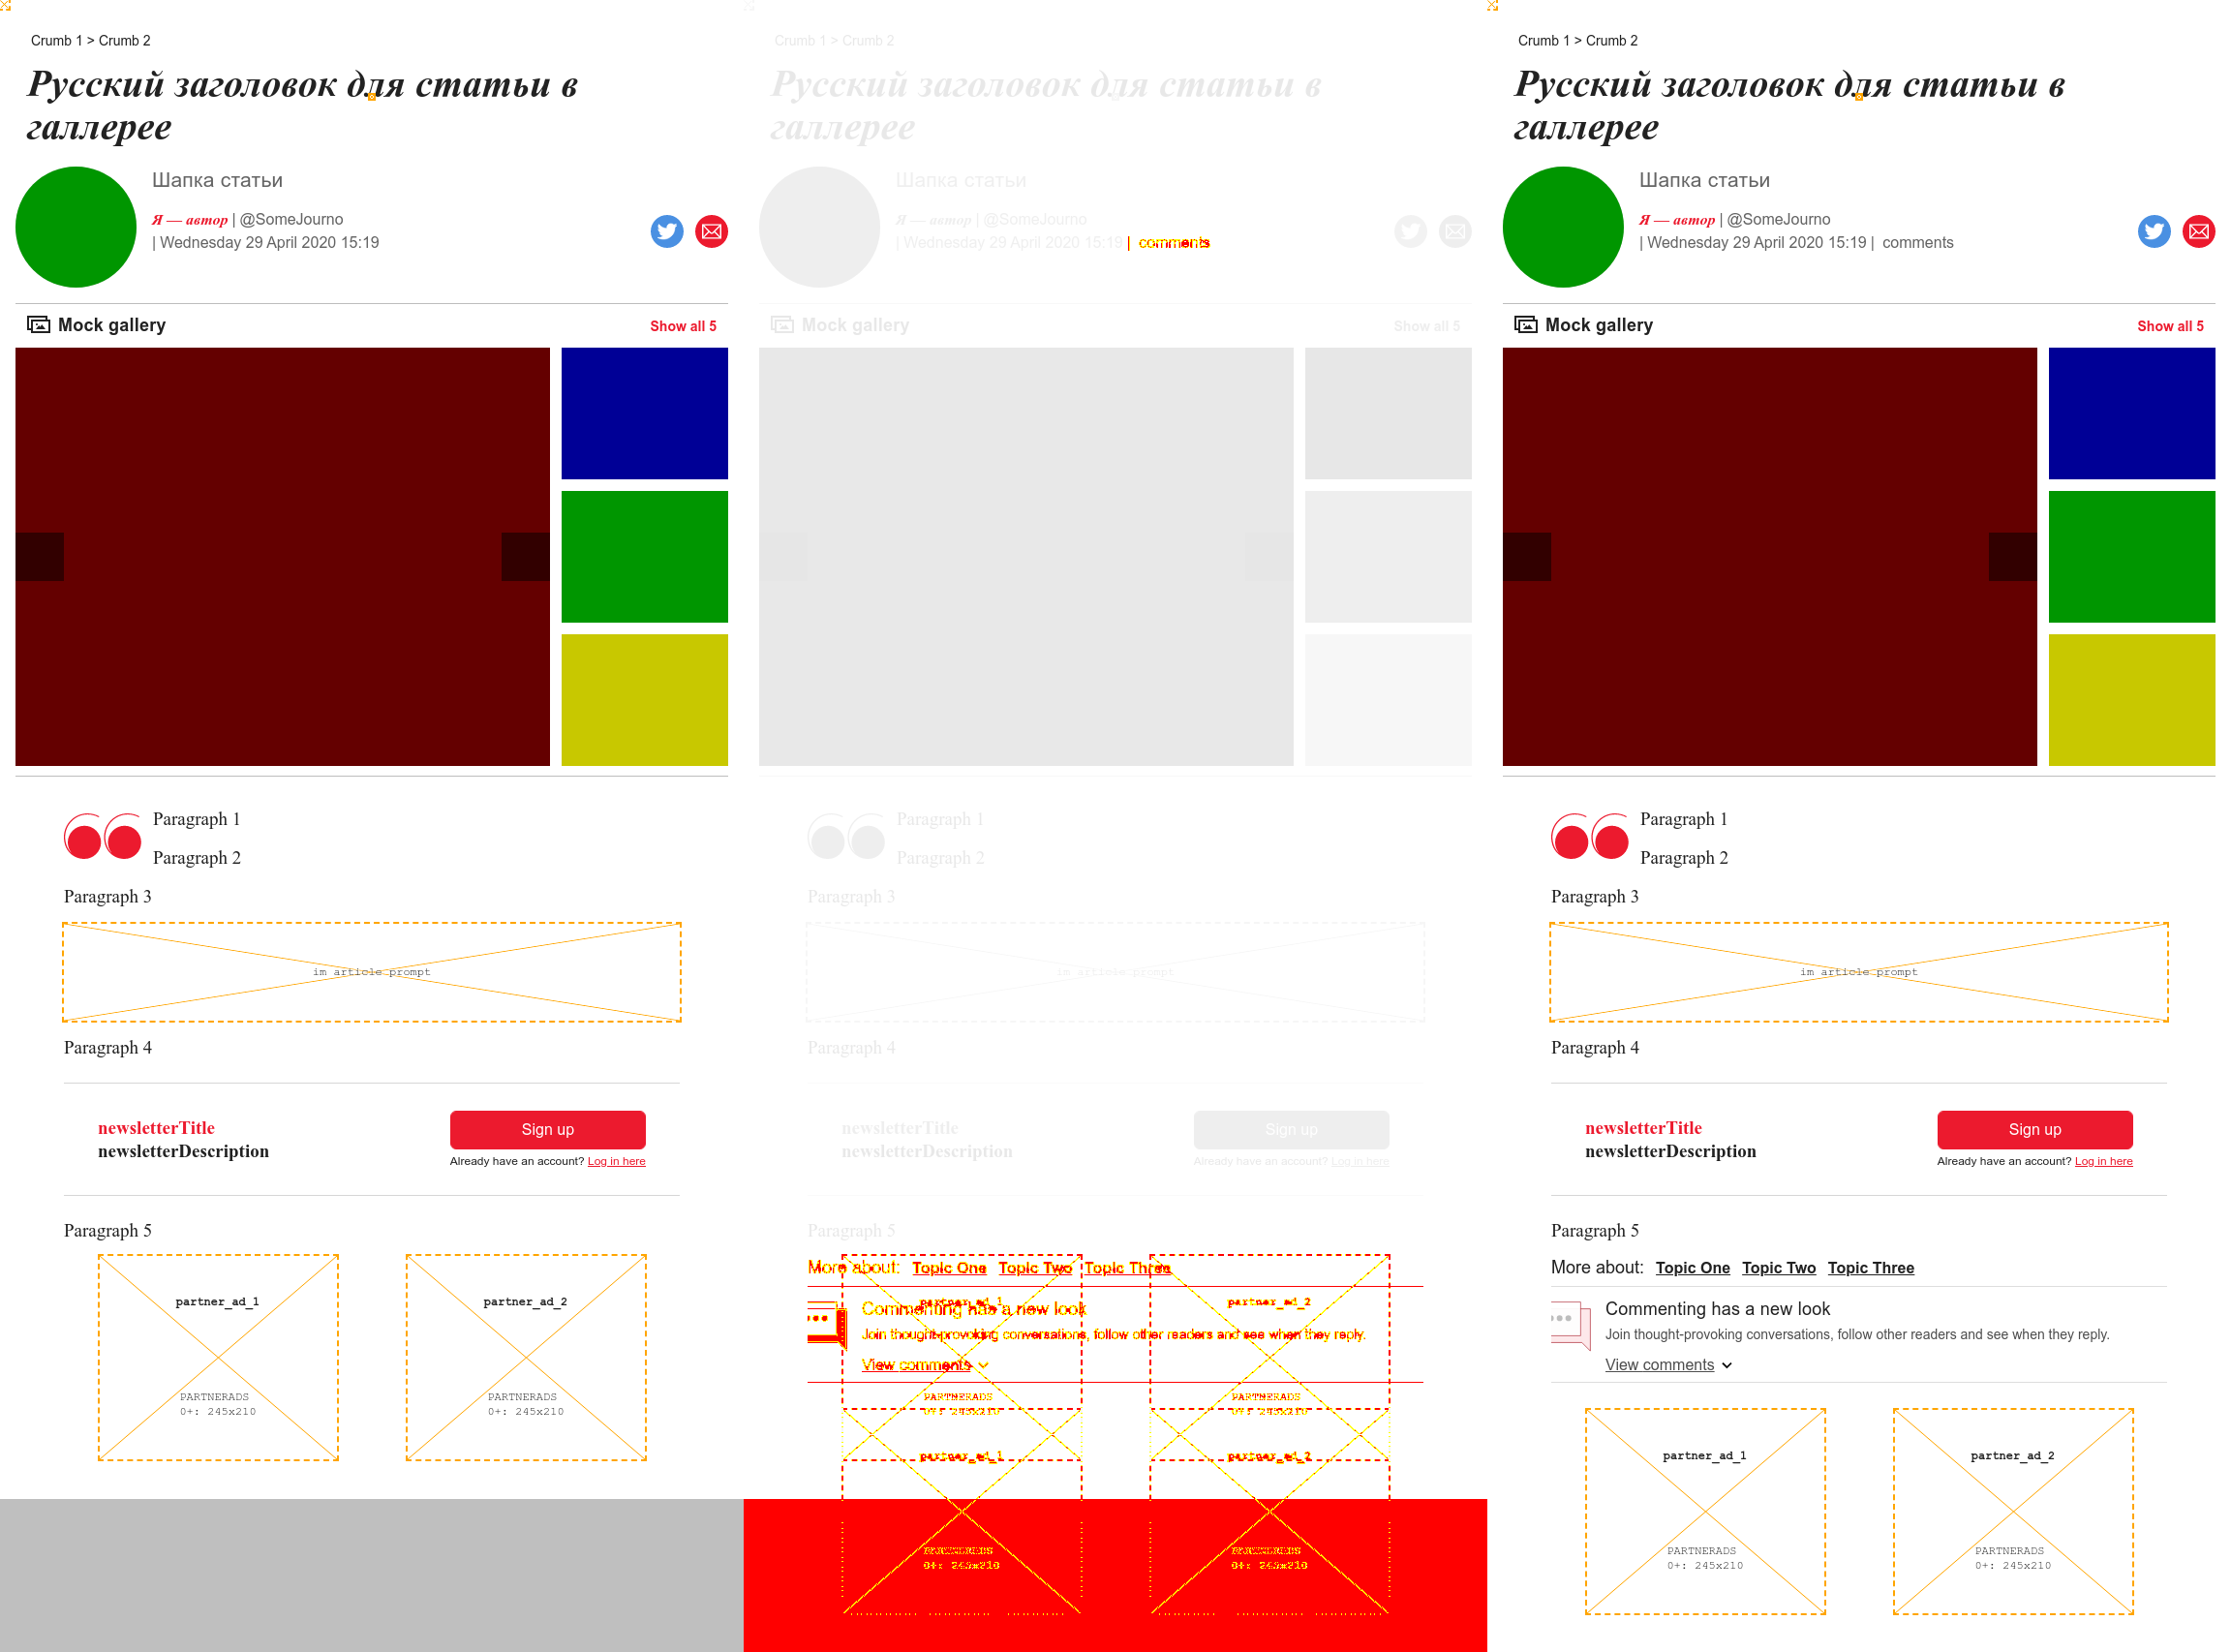 Crumb 1 > Crumb 2
Русский заголовок для статьи в
галлерее
Шапка статьи
Я — автор | @SomeJourno
| Wednesday 29 April 2020 15:19
Mock gallery
Show all 5
Paragraph 1
Paragraph 2
Paragraph 3
im article prompt
Paragraph 4
newsletterTitle
newsletterDescription
Sign up
Already have an account? Log in here
Paragraph 5
partner_ad_1
PARTNERADS
0+: 245x210
partner_ad_2
PARTNERADS
0+: 245x210
Crumb 1 > Crumb 2
Русский заголовок для статьи в
галлерее
Шапка статьи
Я — автор | @SomeJourno
| Wednesday 29 April 2020 15:19 | comments
Mock gallery
Show all 5
Paragraph 1
Paragraph 2
Paragraph 3
im article prompt
Paragraph 4
newsletterTitle
newsletterDescription
Sign up
Already have an account? Log in here
Paragraph 5
More about: Topic One Topic Two Topic Three
partner_ad_1
partner_ad_2
Commenting has a new look
Join thought-provoking conversations, follow other readers and see when they reply.
View comments
PARTNERADS
0+: 245x210
PARTNERADS
0+: 245x210
partner_ad_1
partner_ad_2
PARTNERADS
0+: 245x210
PARTNERADS
0+: 245x210
Crumb 1 > Crumb 2
Русский заголовок для статьи в
галлерее
Шапка статьи
Я — автор | @SomeJourno
| Wednesday 29 April 2020 15:19 | comments
Mock gallery
Show all 5
Paragraph 1
Paragraph 2
Paragraph 3
im article prompt
Paragraph 4
newsletterTitle
newsletterDescription
Sign up
Already have an account? Log in here
Paragraph 5
More about: Topic One Topic Two Topic Three
Commenting has a new look
Join thought-provoking conversations, follow other readers and see when they reply.
View comments
partner_ad_1
PARTNERADS
0+: 245x210
partner_ad_2
PARTNERADS
0+: 245x210